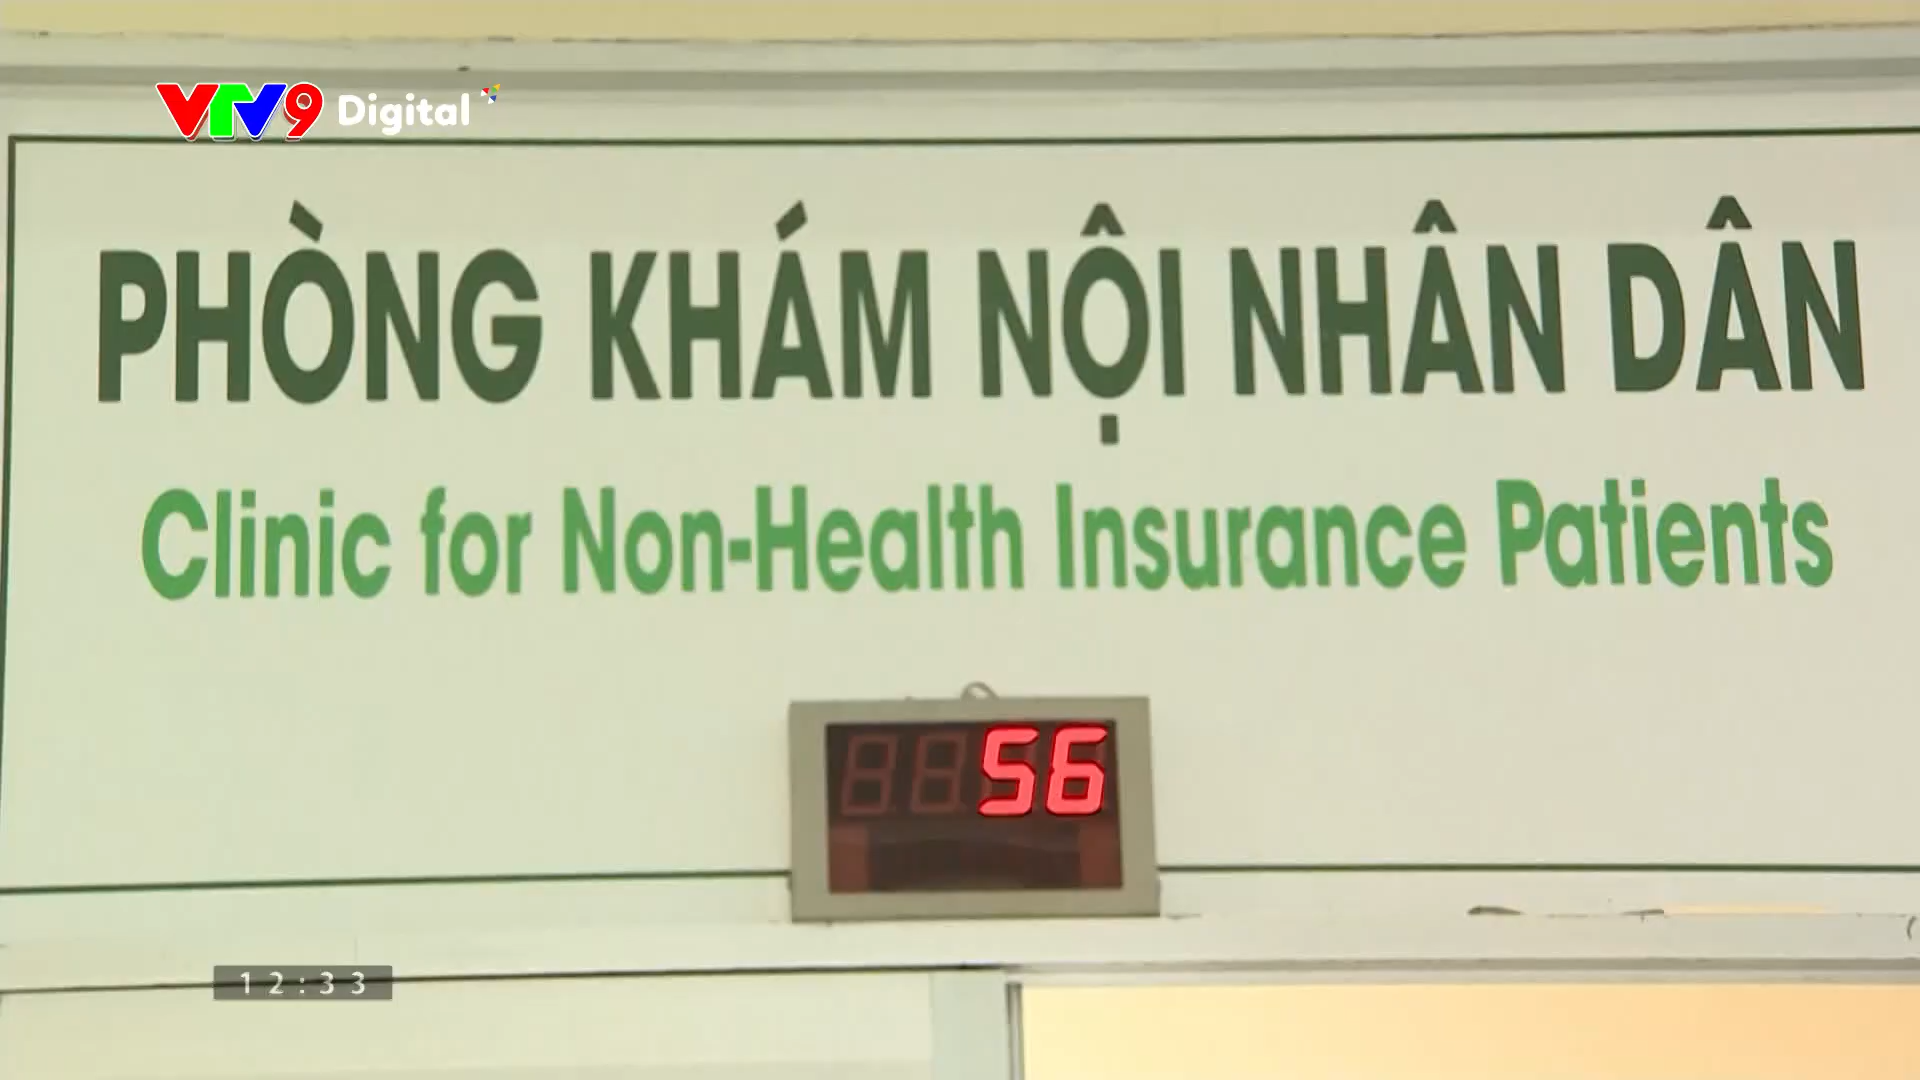 VTV9 Digital
PHÒNG KHÁM NỘI NHÂN DÂN
Clinic for Non-Health Insurance Patients
56
12:33